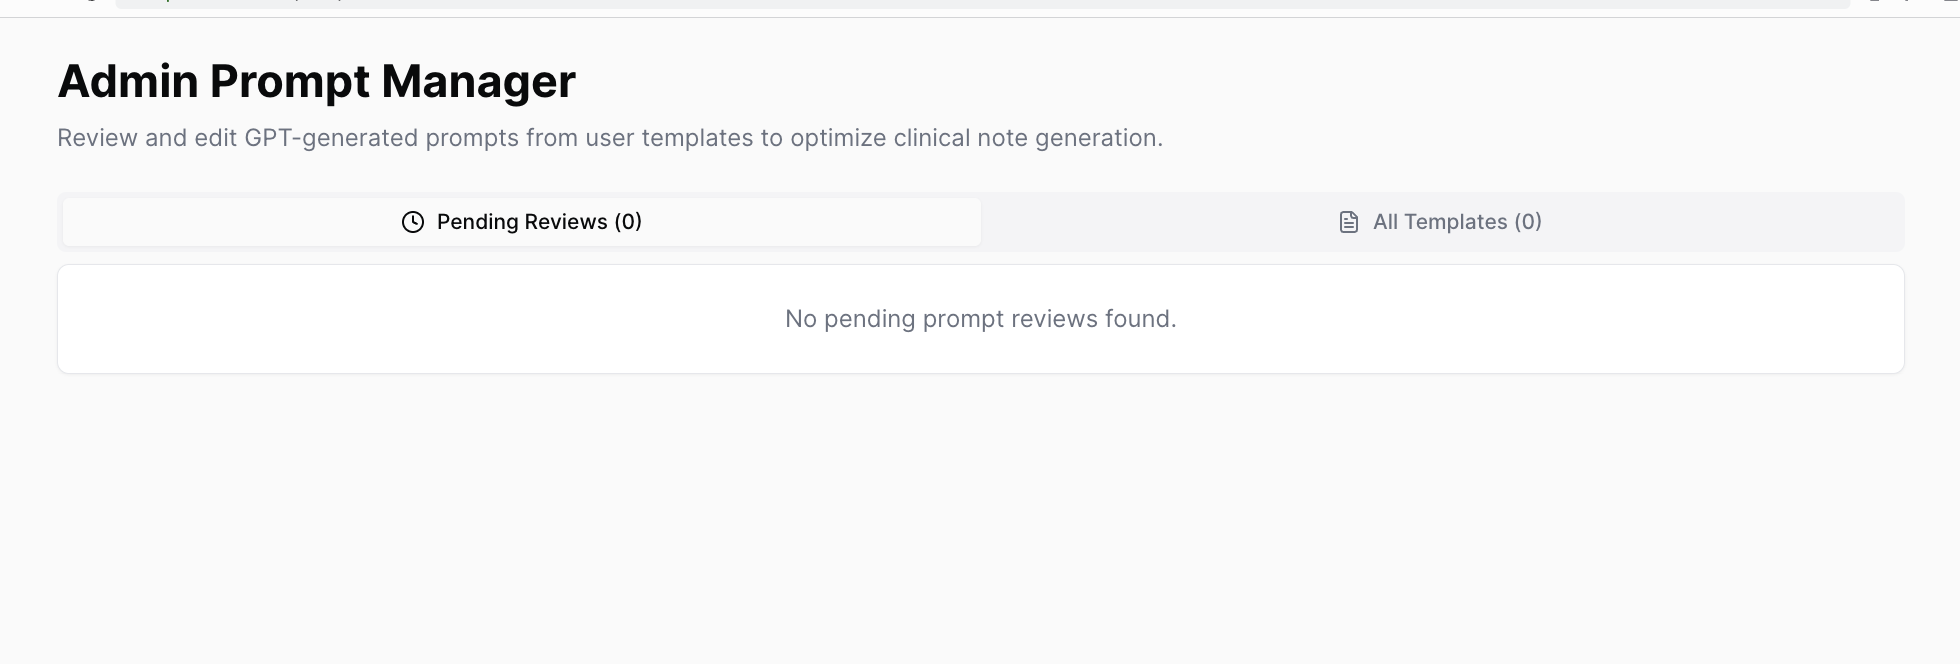 Admin Prompt Manager
Review and edit GPT-generated prompts from user templates to optimize clinical note generation.
Pending Reviews (0)
All Templates (0)
No pending prompt reviews found.